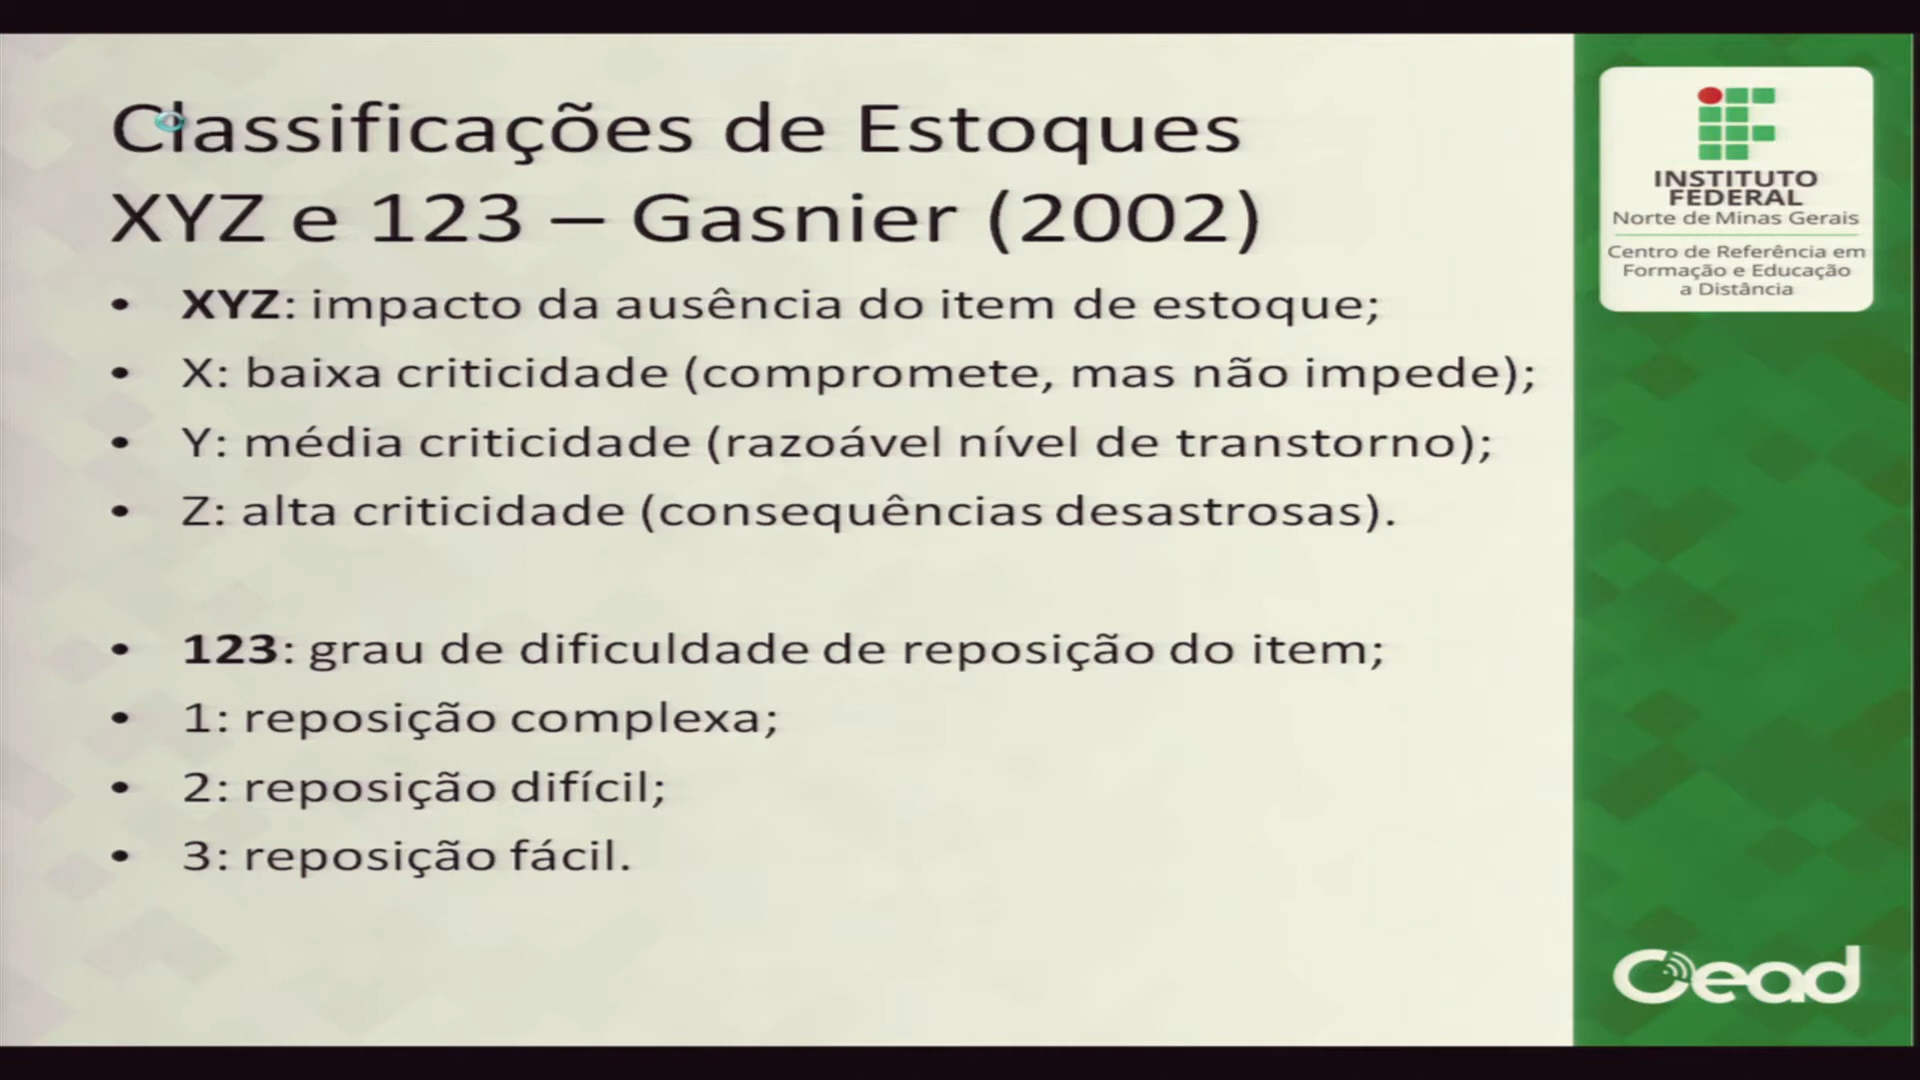 Classificações de Estoques
XYZ e 123 – Gasnier (2002)
• XYZ: impacto da ausência do item de estoque;
• X: baixa criticidade (compromete, mas não impede);
• Y: média criticidade (razoável nível de transtorno);
• Z: alta criticidade (consequências desastrosas).
• 123: grau de dificuldade de reposição do item;
• 1: reposição complexa;
• 2: reposição difícil;
• 3: reposição fácil.
INSTITUTO
FEDERAL
Norte de Minas Gerais
Centro de Referência em
Formação e Educação
a Distância
Cead